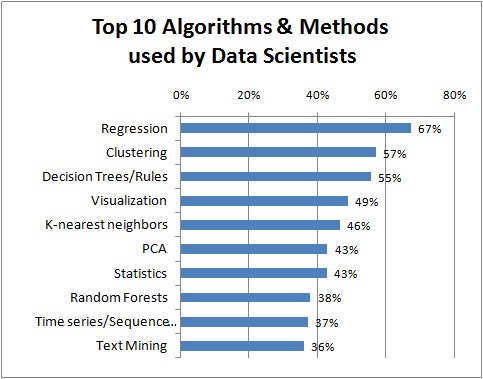 Top 10 Algorithms & Methods
used by Data Scientists
0% 20% 40% 60% 80%
Regression 67%
Clustering 57%
Decision Trees/Rules 55%
Visualization 49%
K-nearest neighbors 46%
PCA 43%
Statistics 43%
Random Forests 38%
Time series/Sequence... 37%
Text Mining 36%